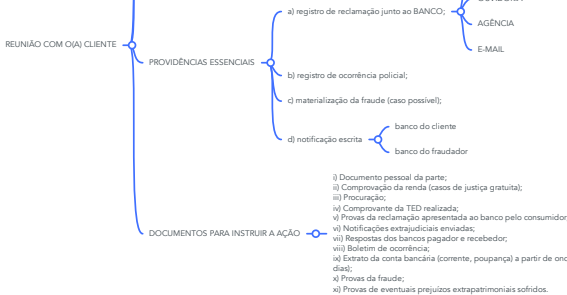 OUVIDORIA
a) registro de reclamação junto ao BANCO;
AGÊNCIA
REUNIÃO COM O(A) CLIENTE
E-MAIL
PROVIDÊNCIAS ESSENCIAIS
b) registro de ocorrência policial;
c) materialização da fraude (caso possível);
banco do cliente
d) notificação escrita
banco do fraudador
i) Documento pessoal da parte;
ii) Comprovação da renda (casos de justiça gratuita);
iii) Procuração;
iv) Comprovante da TED realizada;
v) Provas da reclamação apresentada ao banco pelo consumidor
vi) Notificações extrajudiciais enviadas;
DOCUMENTOS PARA INSTRUIR A AÇÃO
vii) Respostas dos bancos pagador e recebedor;
viii) Boletim de ocorrência;
ix) Extrato da conta bancária (corrente, poupança) a partir de
dias);
x) Provas da fraude;
xi) Provas de eventuais prejuízos extrapatrimoniais sofridos.